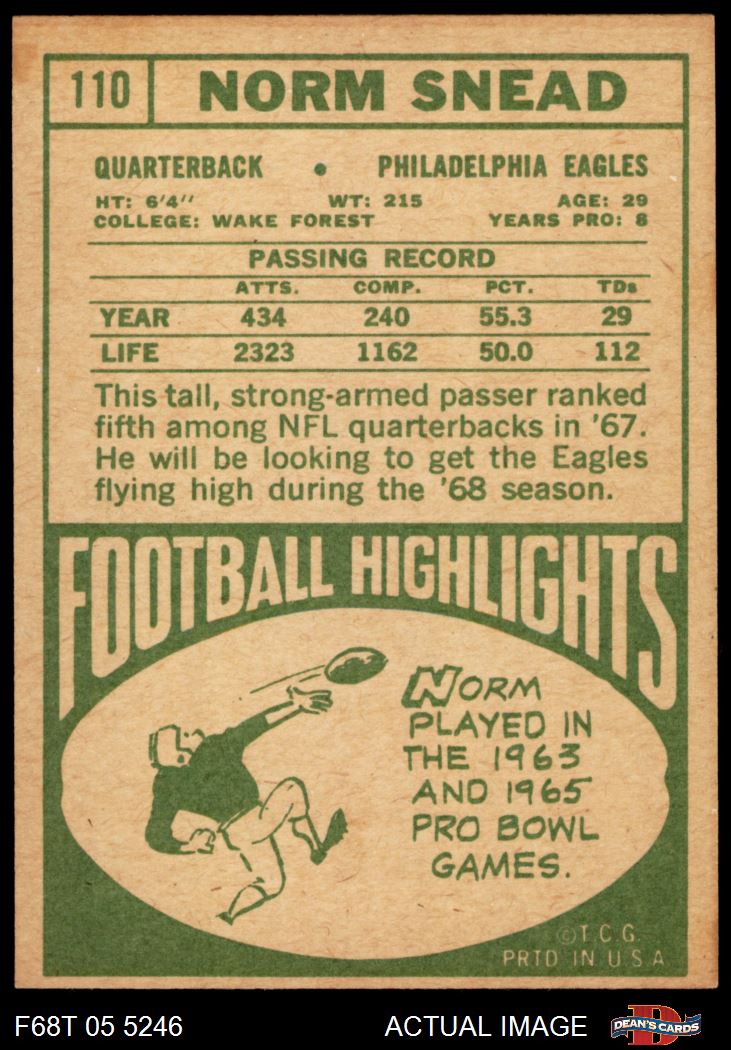 110 NORM SNEAD
QUARTERBACK • PHILADELPHIA EAGLES
HT: 6'4" WT: 215 AGE: 29
COLLEGE: WAKE FOREST YEARS PRO: 8
PASSING RECORD
ATTS. COMP. PCT. TDs
YEAR 434 240 55.3 29
LIFE 2323 1162 50.0 112
This tall, strong-armed passer ranked
fifth among NFL quarterbacks in '67.
He will be looking to get the Eagles
flying high during the '68 season.
FOOTBALL HIGHLIGHTS
NORM
PLAYED IN
THE 1963
AND 1965
PRO BOWL
GAMES.
©T.C.G.
PRTD IN U.S.A
F68T 05 5246 ACTUAL IMAGE DEAN'S CARDS